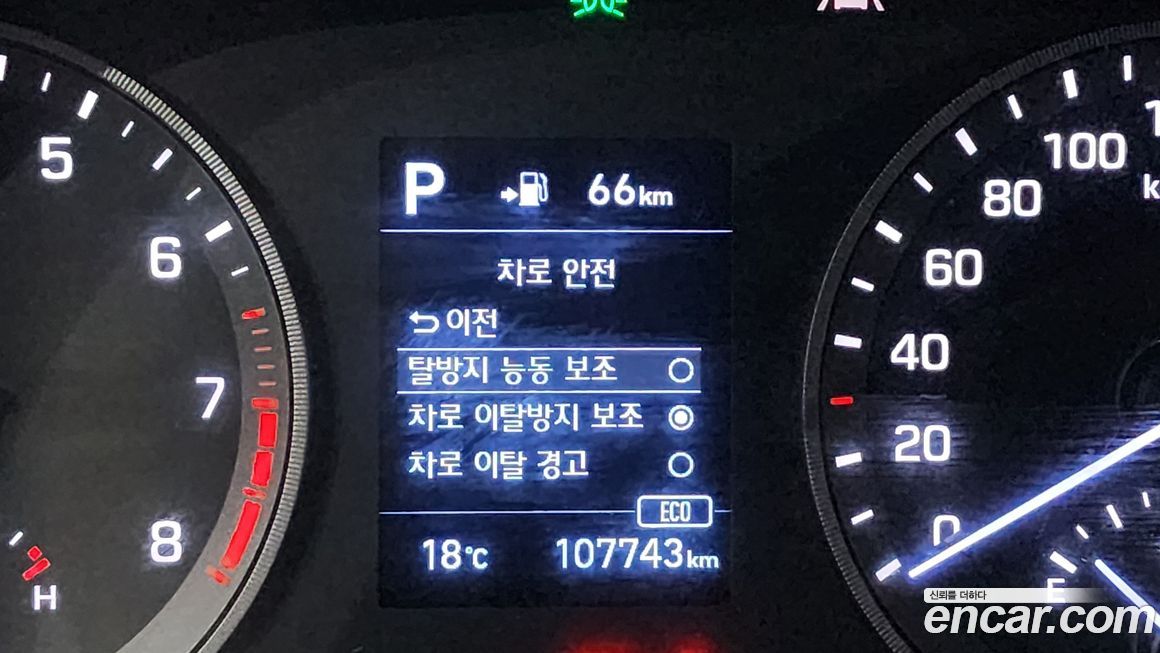 P 66km
차로 안전
이전
탈방지 능동 보조
차로 이탈방지 보조
차로 이탈 경고
ECO
18°C 107743km
5
6
7
8
H
100
80
60
40
20
0
E
신뢰를 더하다
encar.com